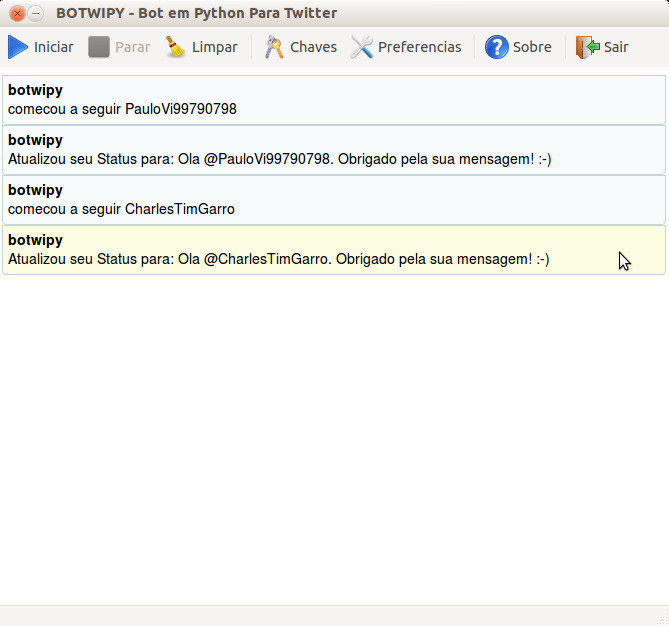 BOTWIPY - Bot em Python Para Twitter
Iniciar Parar Limpar Chaves Preferencias Sobre Sair
botwipy
comecou a seguir PauloVi99790798
botwipy
Atualizou seu Status para: Ola @PauloVi99790798. Obrigado pela sua mensagem! :-)
botwipy
comecou a seguir CharlesTimGarro
botwipy
Atualizou seu Status para: Ola @CharlesTimGarro. Obrigado pela sua mensagem! :-)